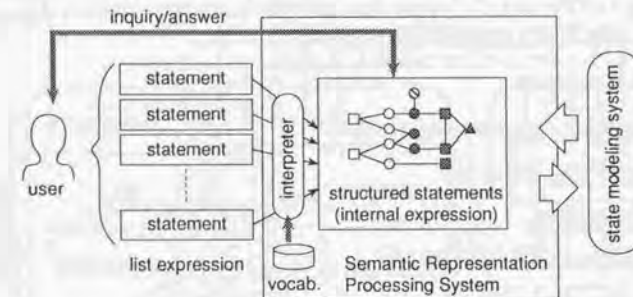 inquiry/answer
statement
statement
statement
statement
user
list expression
interpreter
vocab.
structured statements
(internal expression)
Semantic Representation
Processing System
state modeling system